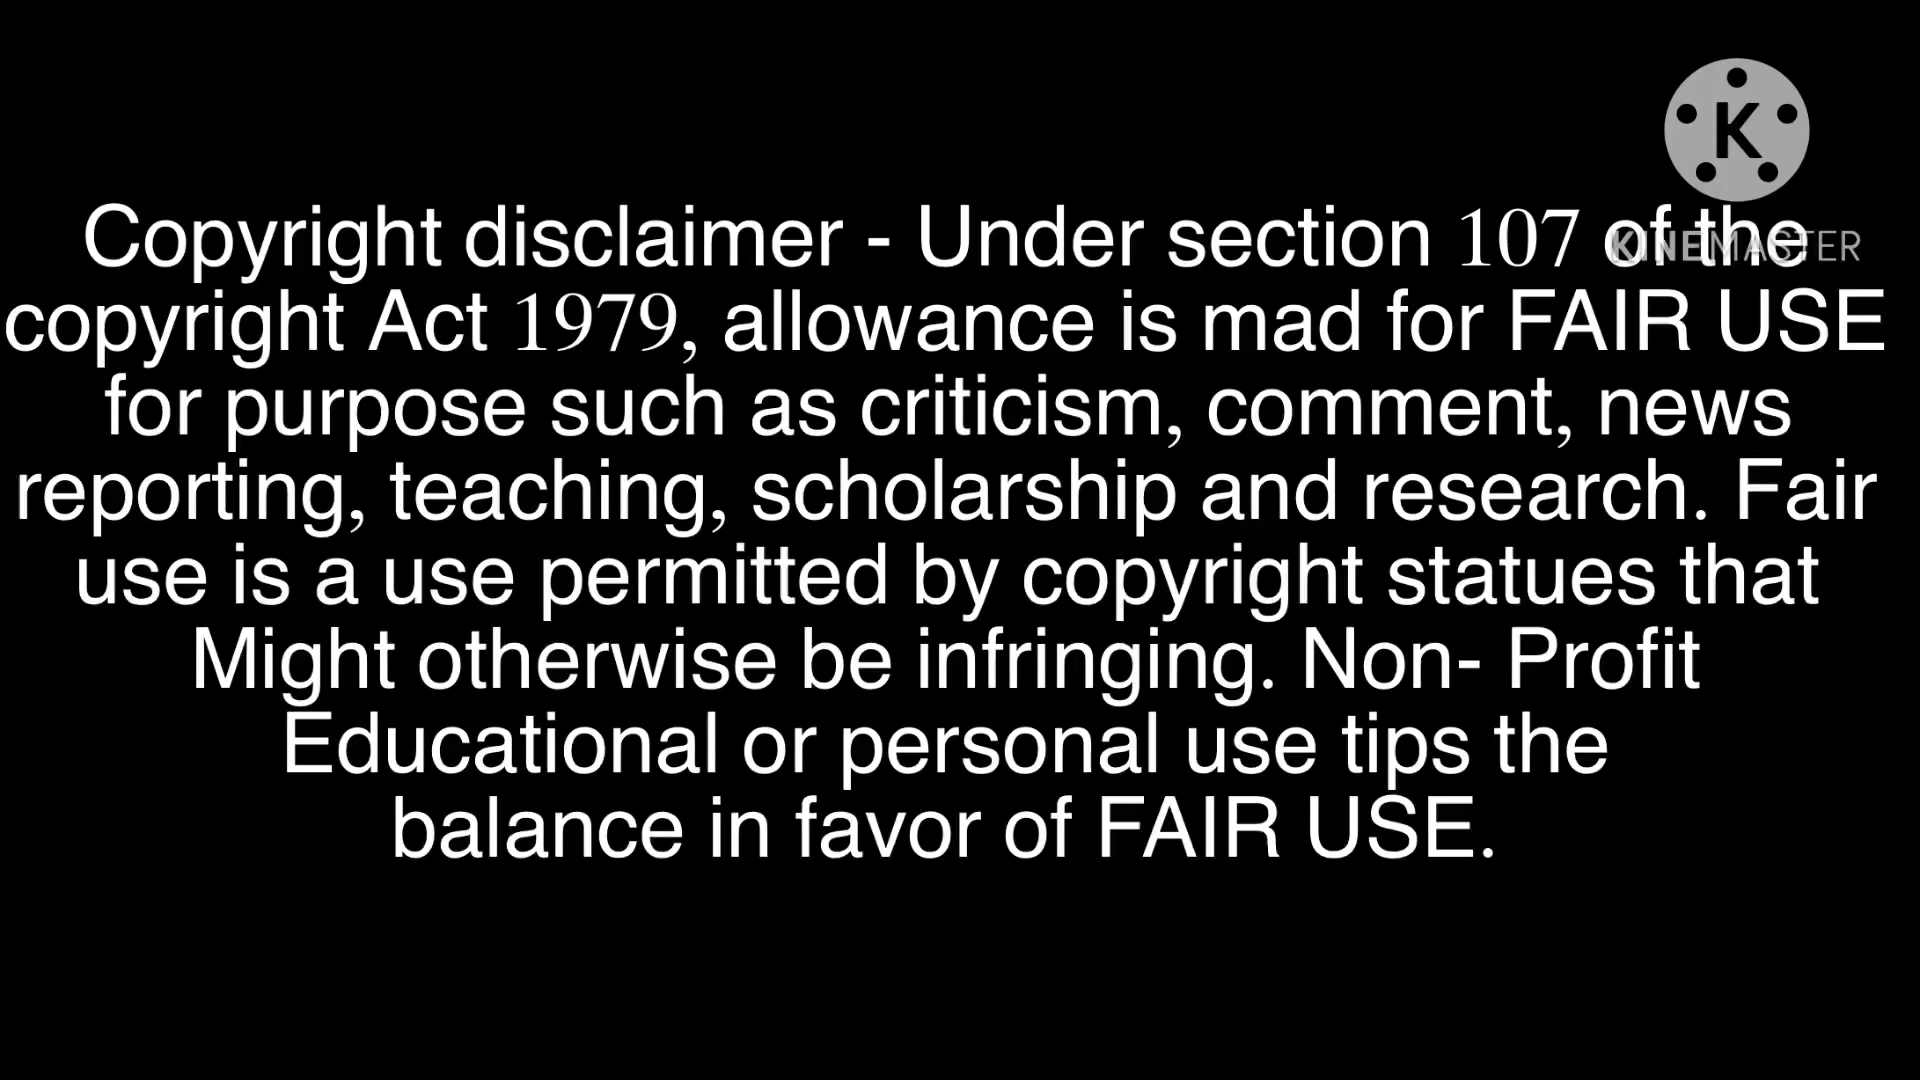 K
KINEMASTER
Copyright disclaimer - Under section 107 of the
copyright Act 1979, allowance is mad for FAIR USE
for purpose such as criticism, comment, news
reporting, teaching, scholarship and research. Fair
use is a use permitted by copyright statues that
Might otherwise be infringing. Non- Profit
Educational or personal use tips the
balance in favor of FAIR USE.